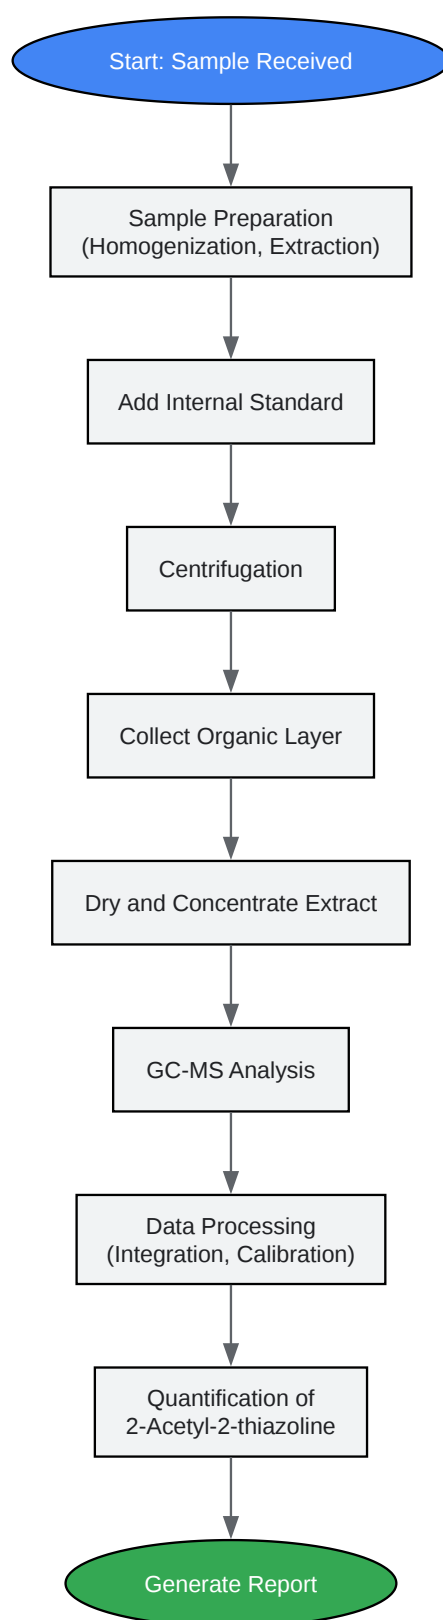 Start: Sample Received
Sample Preparation
(Homogenization, Extraction)
Add Internal Standard
Centrifugation
Collect Organic Layer
Dry and Concentrate Extract
GC-MS Analysis
Data Processing
(Integration, Calibration)
Quantification of
2-Acetyl-2-thiazoline
Generate Report